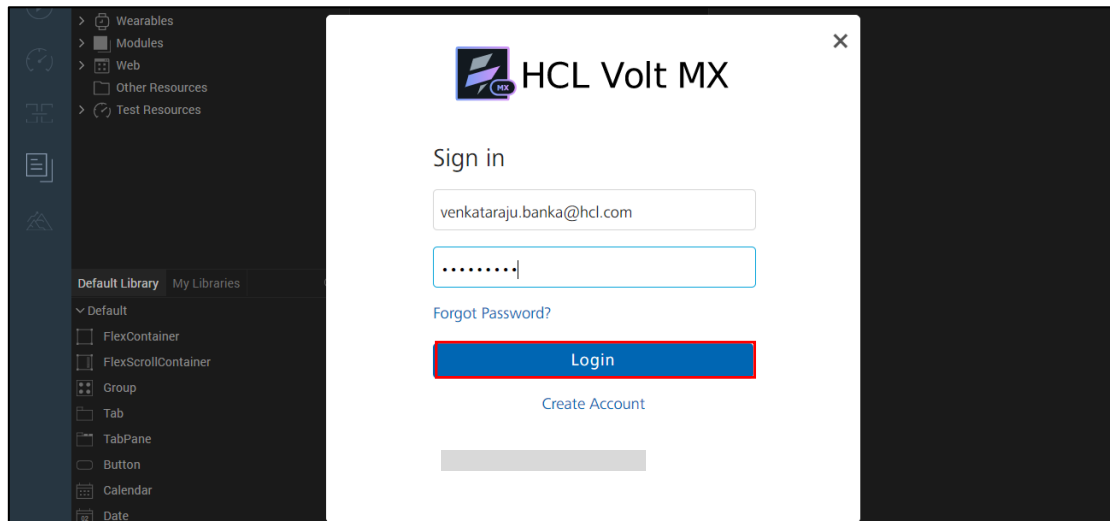 Wearables
Modules
Web
Other Resources
Test Resources
Default Library My Libraries
Default
FlexContainer
FlexScrollContainer
Group
Tab
TabPane
Button
Calendar
Date
MX
HCL Volt MX
Sign in
venkataraju.banka@hcl.com
Forgot Password?
Login
Create Account